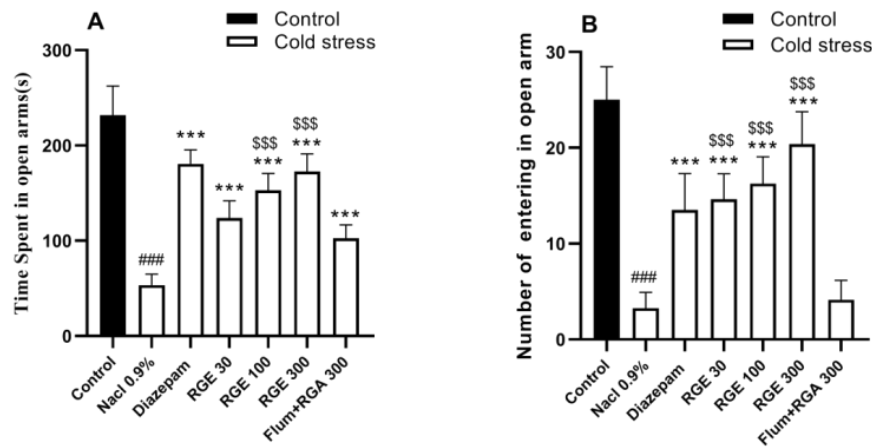 A
Control
Cold stress
Time Spent in open arms(s)
300
200
100
0
$$$
$$$
***
***
***
***
***
###
Control
Nacl 0.9%
Diazepam
RGE 30
RGE 100
RGE 300
Flum+RGA 300
B
Control
Cold stress
Number of entering in open arm
30
20
10
0
$$$
***
$$$
***
$$$
***
***
###
Control
Nacl 0.9%
Diazepam
RGE 30
RGE 100
RGE 300
Flum+RGA 300